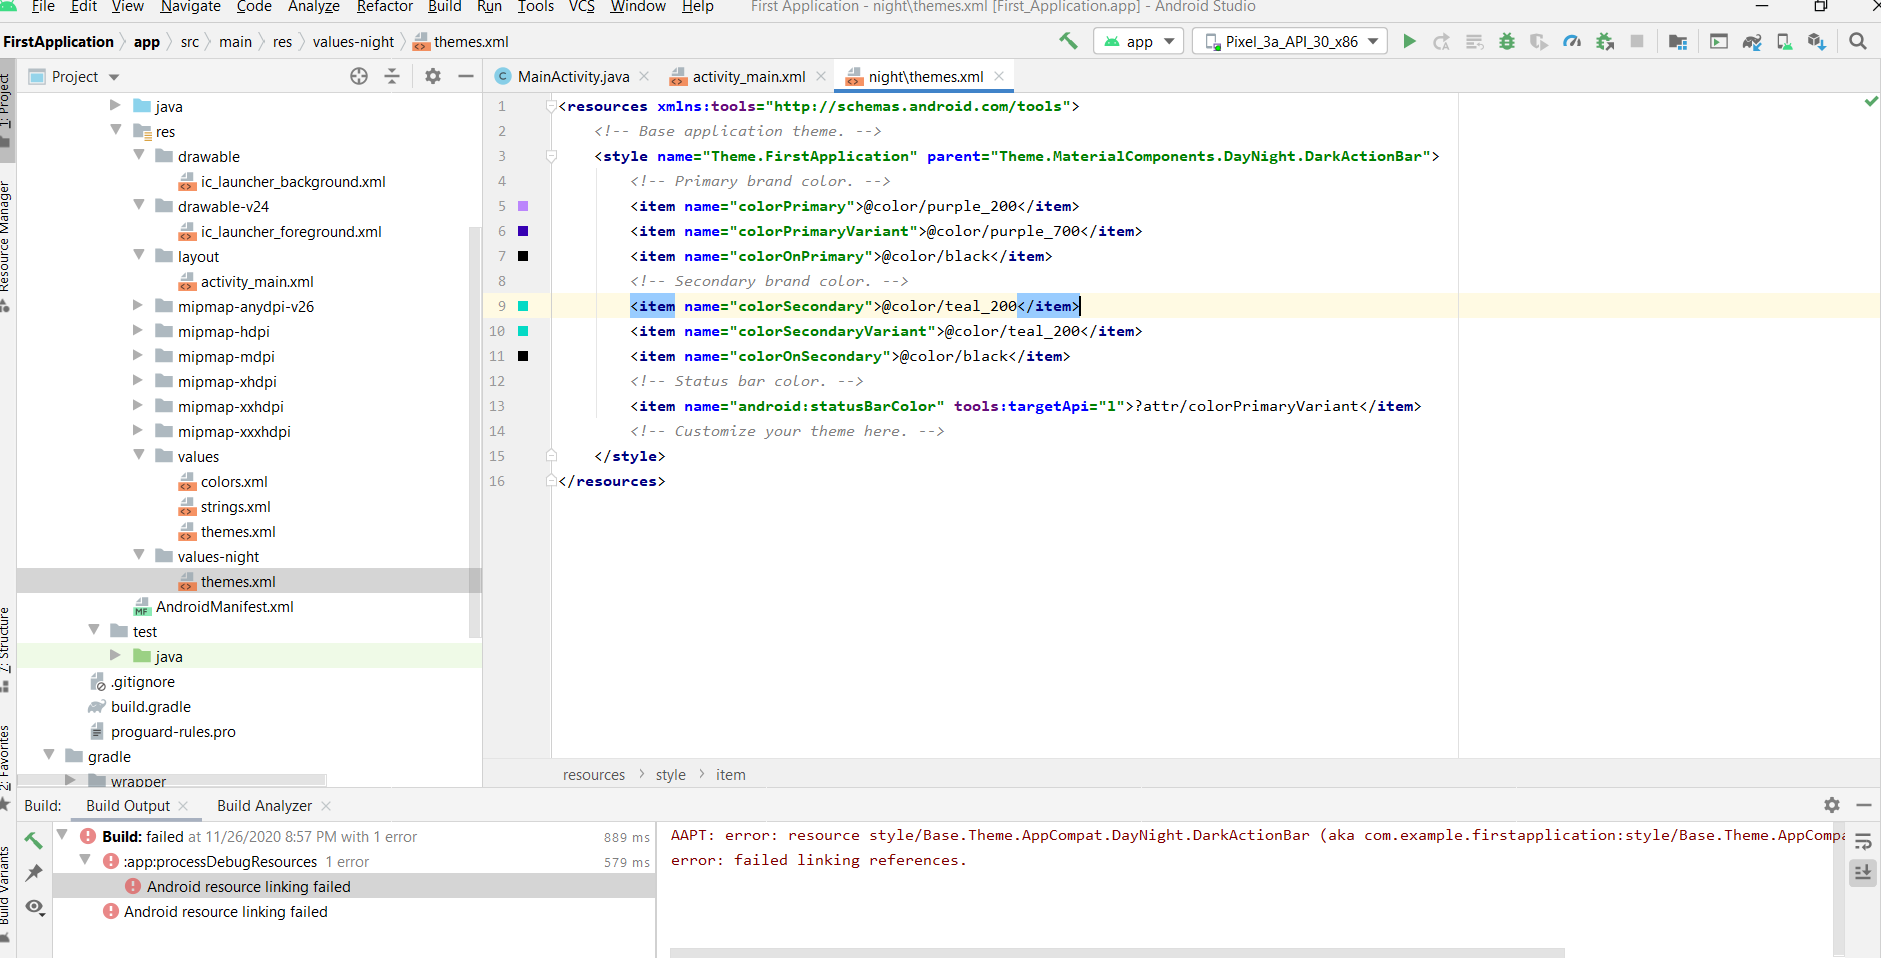 File Edit View Navigate Code Analyze Refactor Build Run Tools VCS Window Help First Application - night\themes.xml [First_Application.app] - Android Studio
FirstApplication app src main res values-night themes.xml app Pixel_3a_API_30_x86
Project MainActivity.java activity_main.xml night\themes.xml
1: Project
Resource Manager
7: Structure
2: Favorites
Build Variants
java
res
drawable
ic_launcher_background.xml
drawable-v24
ic_launcher_foreground.xml
layout
activity_main.xml
mipmap-anydpi-v26
mipmap-hdpi
mipmap-mdpi
mipmap-xhdpi
mipmap-xxhdpi
mipmap-xxxhdpi
values
colors.xml
strings.xml
themes.xml
values-night
themes.xml
AndroidManifest.xml
test
java
.gitignore
build.gradle
proguard-rules.pro
gradle
wrapper
1 <resources xmlns:tools="http://schemas.android.com/tools">
2 <!-- Base application theme. -->
3 <style name="Theme.FirstApplication" parent="Theme.MaterialComponents.DayNight.DarkActionBar">
4 <!-- Primary brand color. -->
5 <item name="colorPrimary">@color/purple_200</item>
6 <item name="colorPrimaryVariant">@color/purple_700</item>
7 <item name="colorOnPrimary">@color/black</item>
8 <!-- Secondary brand color. -->
9 <item name="colorSecondary">@color/teal_200</item>
10 <item name="colorSecondaryVariant">@color/teal_200</item>
11 <item name="colorOnSecondary">@color/black</item>
12 <!-- Status bar color. -->
13 <item name="android:statusBarColor" tools:targetApi="l">?attr/colorPrimaryVariant</item>
14 <!-- Customize your theme here. -->
15 </style>
16 </resources>
resources style item
Build: Build Output Build Analyzer
Build: failed at 11/26/2020 8:57 PM with 1 error 889 ms
:app:processDebugResources 1 error 579 ms
Android resource linking failed
Android resource linking failed
AAPT: error: resource style/Base.Theme.AppCompat.DayNight.DarkActionBar (aka com.example.firstapplication:style/Base.Theme.AppCompa
error: failed linking references.